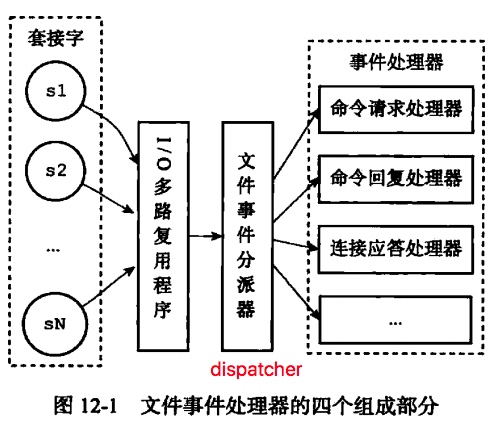 套接字
s1
s2
...
sN
I/O多路复用程序
文件事件分派器
dispatcher
事件处理器
命令请求处理器
命令回复处理器
连接应答处理器
...
图 12-1 文件事件处理器的四个组成部分